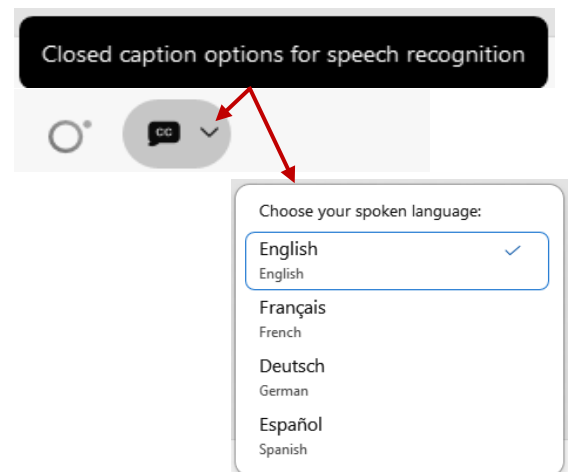 Closed caption options for speech recognition
CC
Choose your spoken language:
English
English
Français
French
Deutsch
German
Español
Spanish